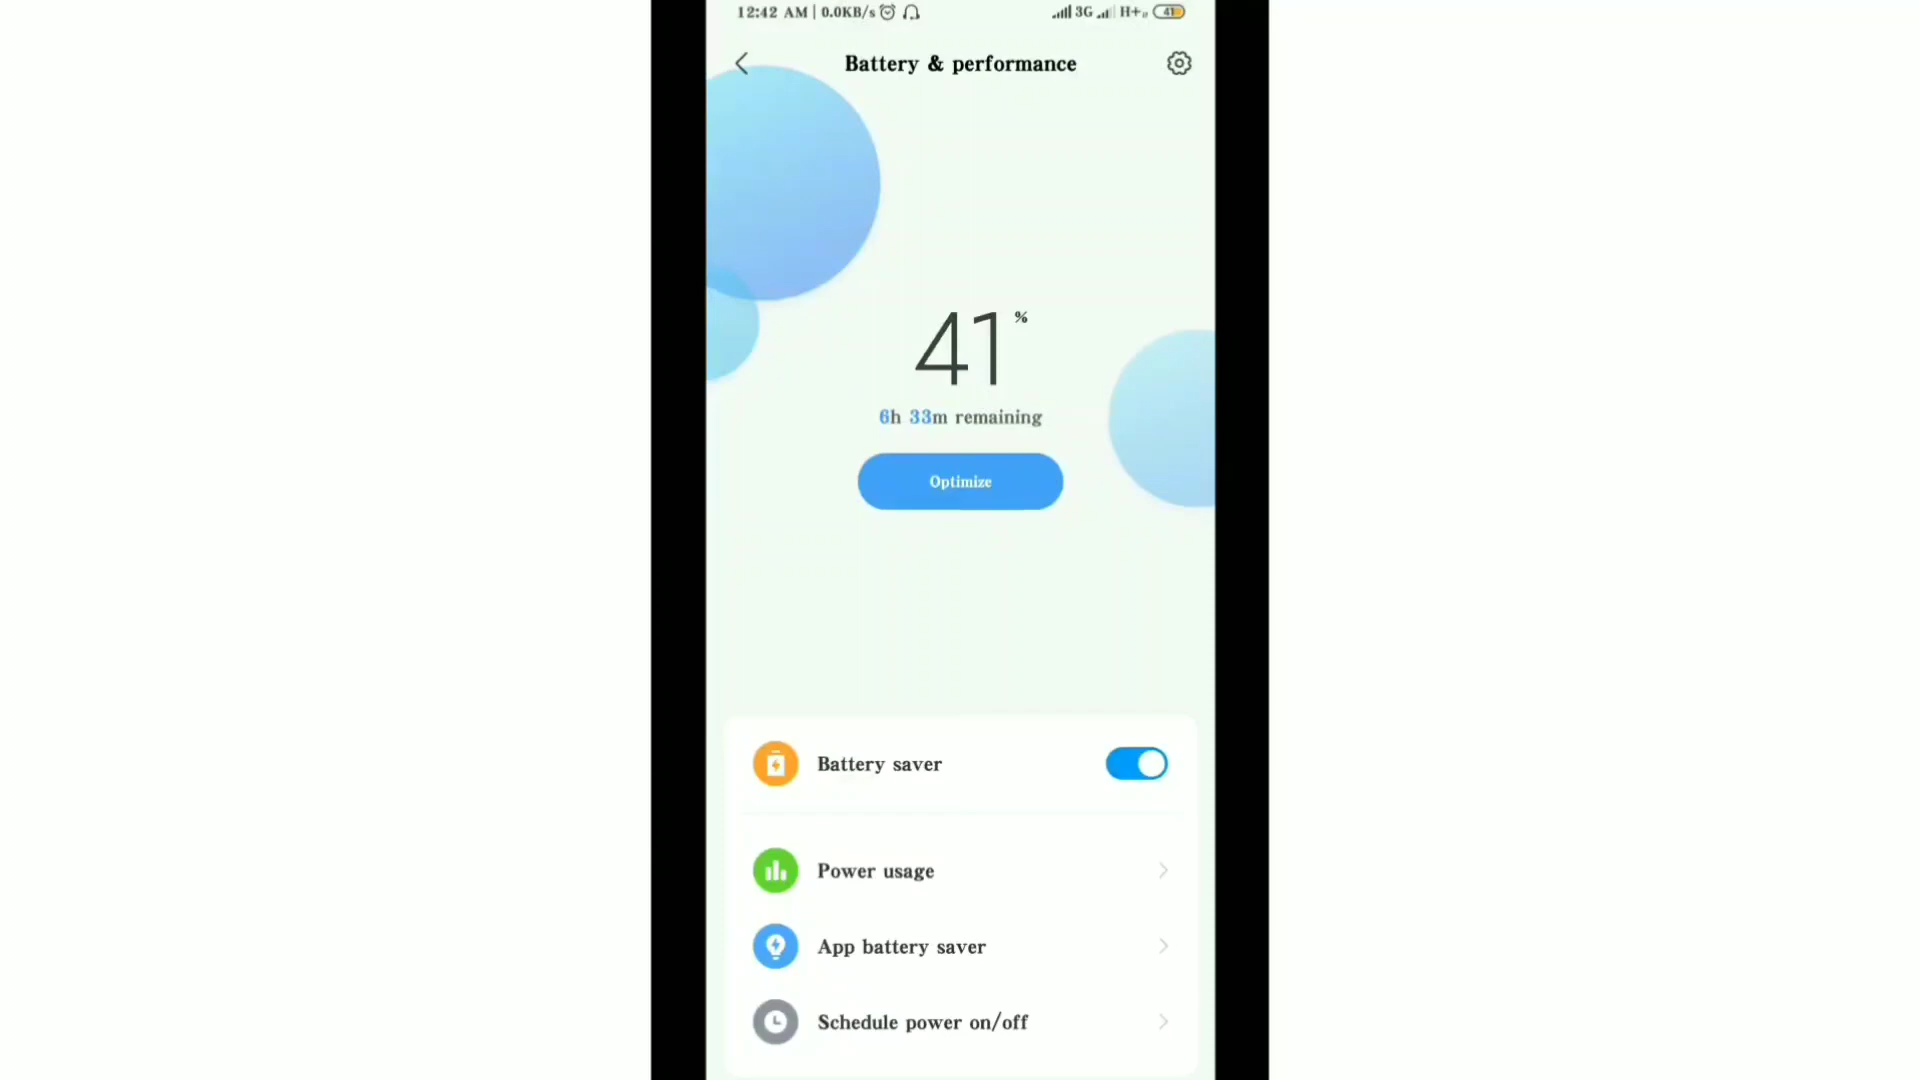 12:42 AM | 0.0KB/s 3G H+ 41
Battery & performance
41%
6h 33m remaining
Optimize
Battery saver
Power usage
App battery saver
Schedule power on/off